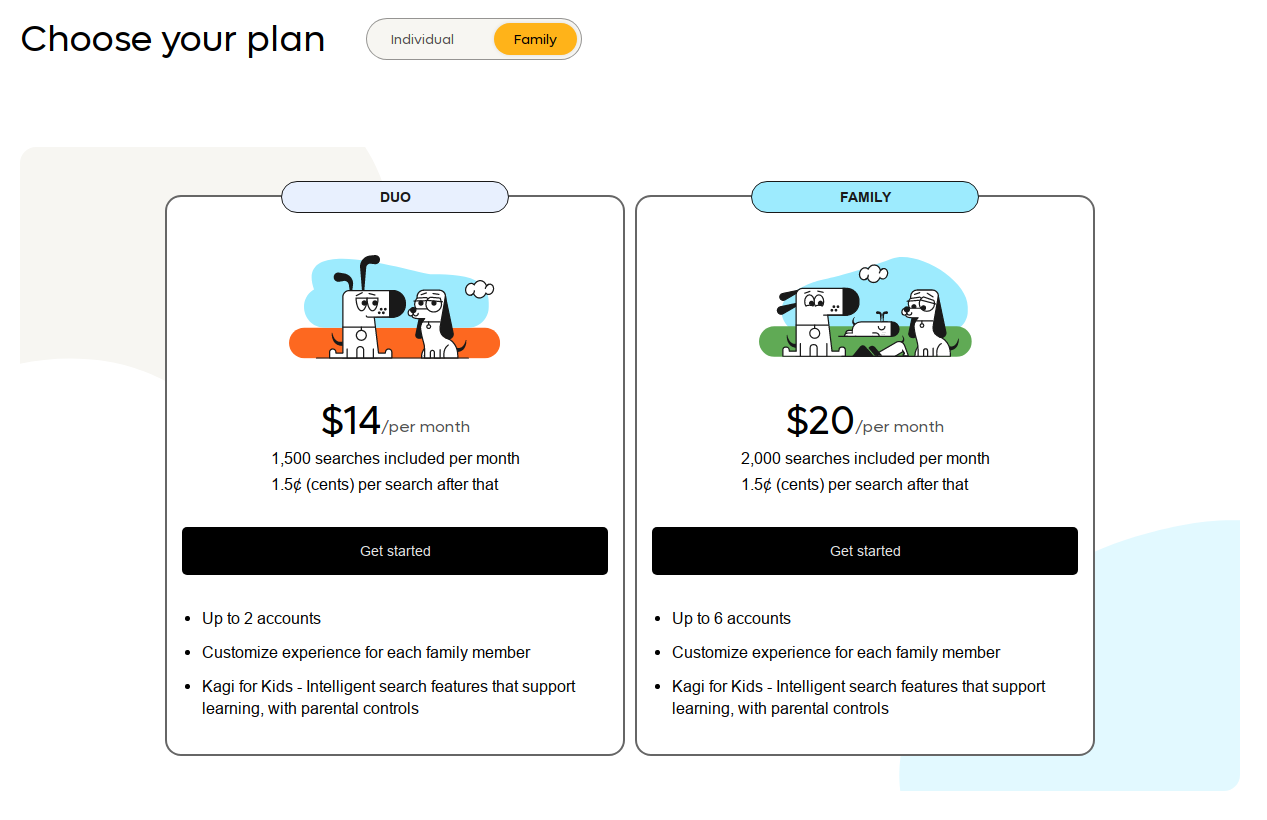 Choose your plan
Individual
Family
DUO
$14/per month
1,500 searches included per month
1.5¢ (cents) per search after that
Get started
• Up to 2 accounts
• Customize experience for each family member
• Kagi for Kids - Intelligent search features that support
learning, with parental controls
FAMILY
$20/per month
2,000 searches included per month
1.5¢ (cents) per search after that
Get started
• Up to 6 accounts
• Customize experience for each family member
• Kagi for Kids - Intelligent search features that support
learning, with parental controls